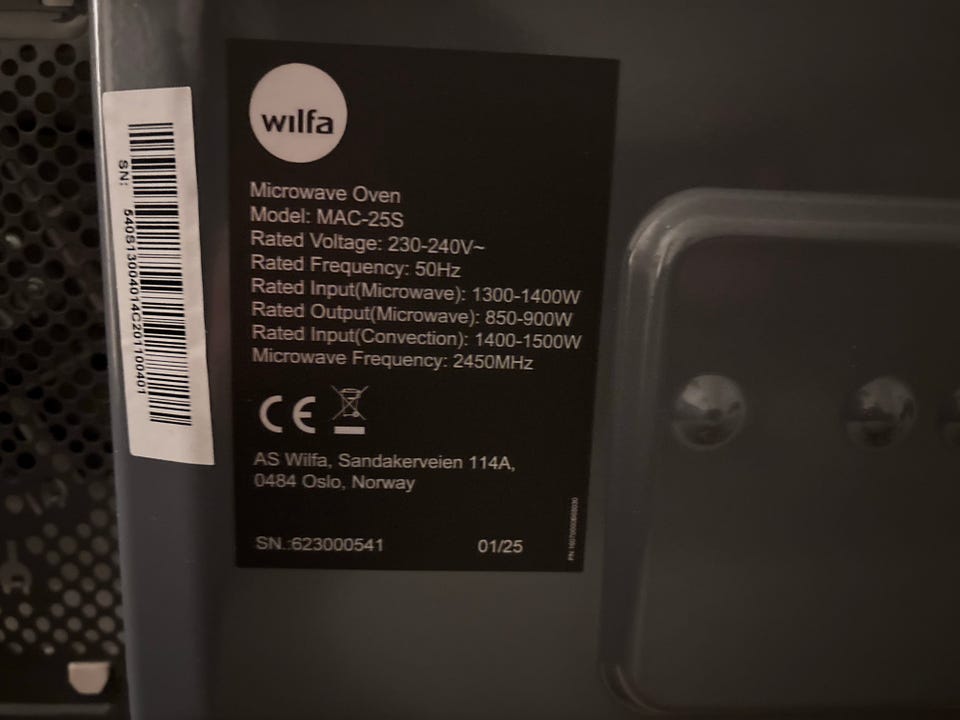 wilfa
Microwave Oven
Model: MAC-25S
Rated Voltage: 230-240V~
Rated Frequency: 50Hz
Rated Input(Microwave): 1300-1400W
Rated Output(Microwave): 850-900W
Rated Input(Convection): 1400-1500W
Microwave Frequency: 2450MHz
CE
AS Wilfa, Sandakerveien 114A,
0484 Oslo, Norway
SN.:623000541 01/25
SN: